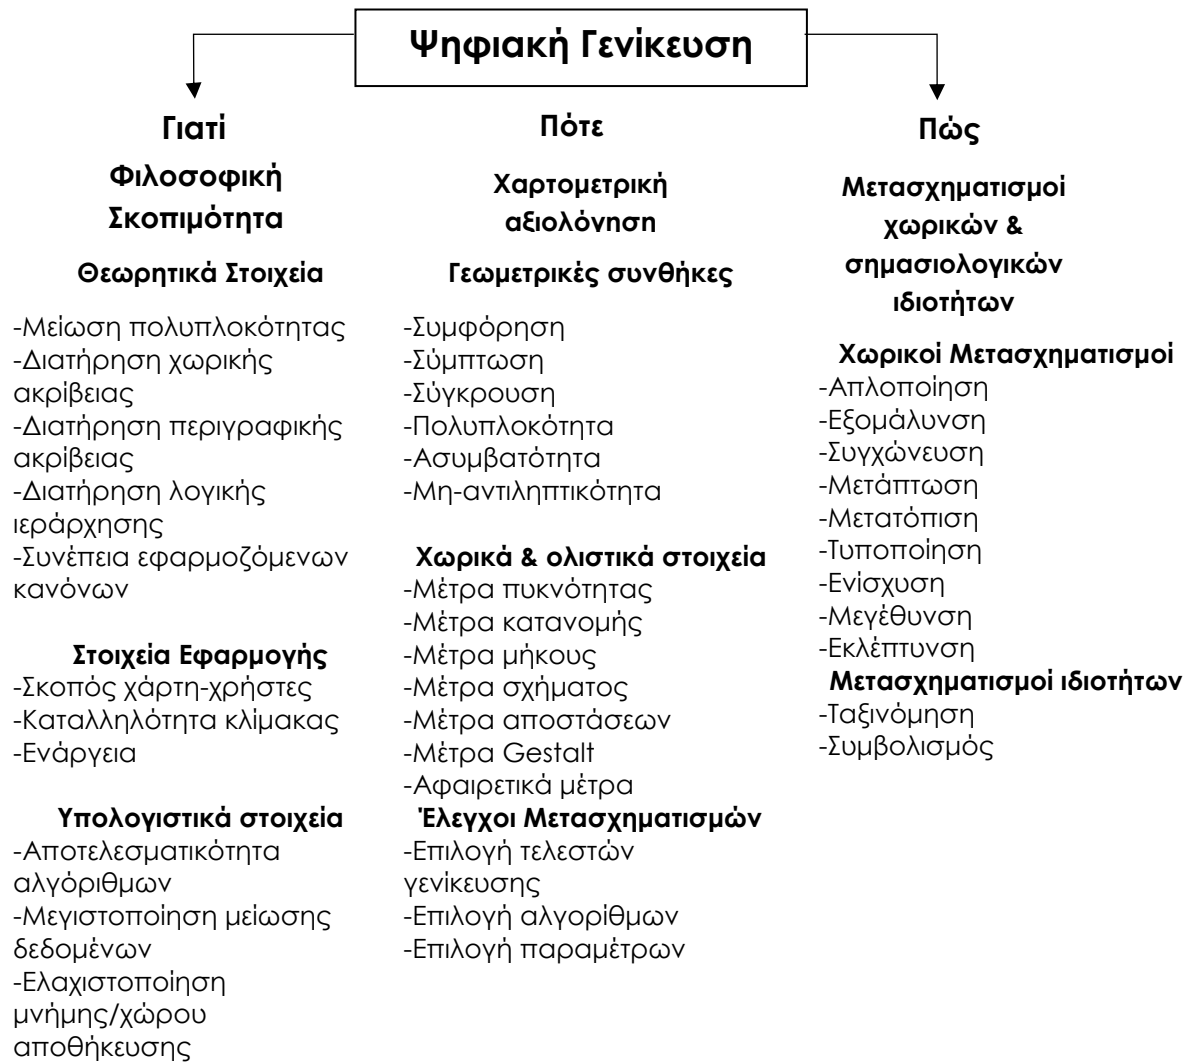 Ψηφιακή Γενίκευση
Γιατί
Φιλοσοφική
Σκοπιμότητα
Θεωρητικά Στοιχεία
-Μείωση πολυπλοκότητας
-Διατήρηση χωρικής
ακρίβειας
-Διατήρηση περιγραφικής
ακρίβειας
-Διατήρηση λογικής
ιεράρχησης
-Συνέπεια εφαρμοζόμενων
κανόνων
Στοιχεία Εφαρμογής
-Σκοπός χάρτη-χρήστες
-Καταλληλότητα κλίμακας
-Ενάργεια
Υπολογιστικά στοιχεία
-Αποτελεσματικότητα
αλγόριθμων
-Μεγιστοποίηση μείωσης
δεδομένων
-Ελαχιστοποίηση
μνήμης/χώρου
αποθήκευσης
Πότε
Χαρτομετρική
αξιολόγηση
Γεωμετρικές συνθήκες
-Συμφόρηση
-Σύμπτωση
-Σύγκρουση
-Πολυπλοκότητα
-Ασυμβατότητα
-Μη-αντιληπτικότητα
Χωρικά & ολιστικά στοιχεία
-Μέτρα πυκνότητας
-Μέτρα κατανομής
-Μέτρα μήκους
-Μέτρα σχήματος
-Μέτρα αποστάσεων
-Μέτρα Gestalt
-Αφαιρετικά μέτρα
Έλεγχοι Μετασχηματισμών
-Επιλογή τελεστών
γενίκευσης
-Επιλογή αλγορίθμων
-Επιλογή παραμέτρων
Πώς
Μετασχηματισμοί
χωρικών &
σημασιολογικών
ιδιοτήτων
Χωρικοί Μετασχηματισμοί
-Απλοποίηση
-Εξομάλυνση
-Συγχώνευση
-Μετάπτωση
-Μετατόπιση
-Τυποποίηση
-Ενίσχυση
-Μεγέθυνση
-Εκλέπτυνση
Μετασχηματισμοί ιδιοτήτων
-Ταξινόμηση
-Συμβολισμός